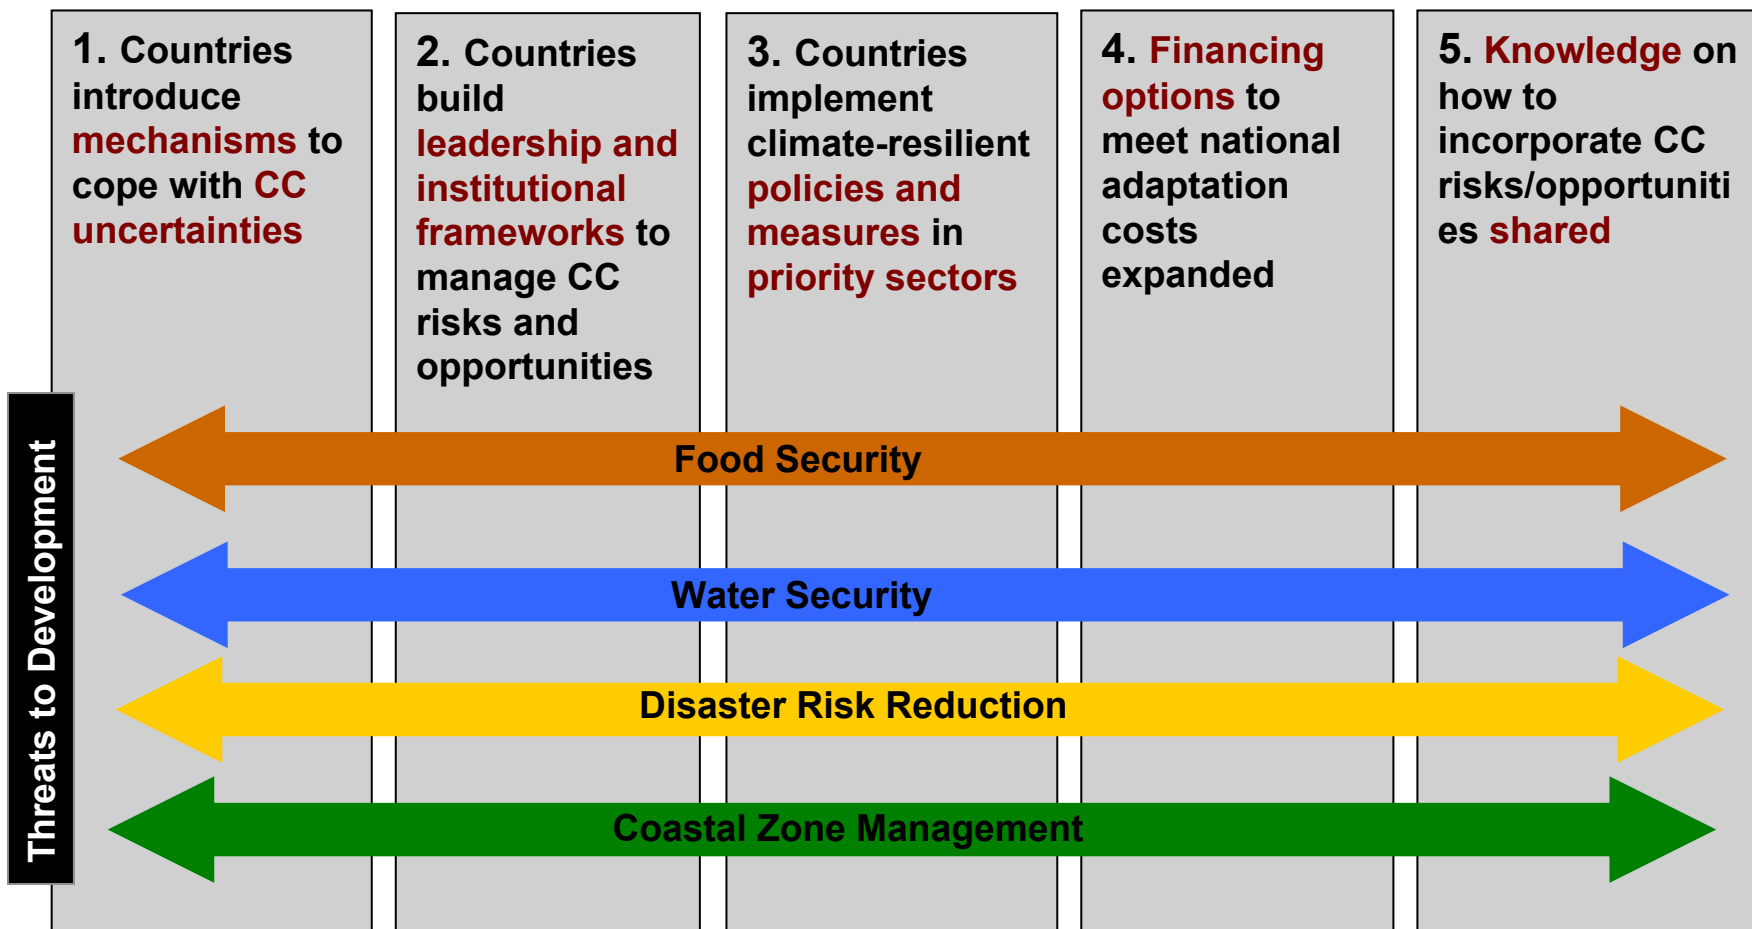 1. Countries
introduce
mechanisms to
cope with CC
uncertainties
2. Countries
build
leadership and
institutional
frameworks to
manage CC
risks and
opportunities
3. Countries
implement
climate-resilient
policies and
measures in
priority sectors
4. Financing
options to
meet national
adaptation
costs
expanded
5. Knowledge on
how to
incorporate CC
risks/opportuniti
es shared
Threats to Development
Food Security
Water Security
Disaster Risk Reduction
Coastal Zone Management